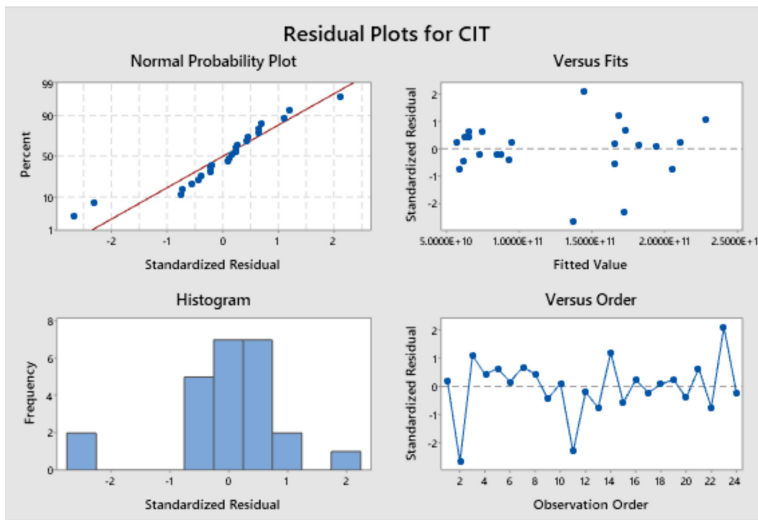 Residual Plots for CIT
Normal Probability Plot
Versus Fits
99
90
50
10
1
Percent
-2 -1 0 1 2
Standardized Residual
2
1
0
-1
-2
Standardized Residual
5.0000E+10 1.0000E+11 1.5000E+11 2.0000E+11 2.5000E+1
Fitted Value
Histogram
Versus Order
8
6
4
2
0
Frequency
-2 -1 0 1 2
Standardized Residual
2
1
0
-1
-2
Standardized Residual
2 4 6 8 10 12 14 16 18 20 22 24
Observation Order